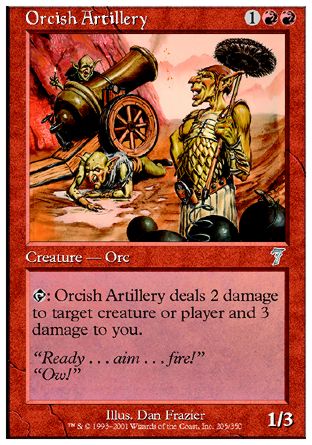 Orcish Artillery 1
Creature — Orc
: Orcish Artillery deals 2 damage
to target creature or player and 3
damage to you.
“Ready . . . aim . . . fire!”
“Ow!”
Illus. Dan Frazier
™ & © 1993–2001 Wizards of the Coast, Inc. 205/350
1/3